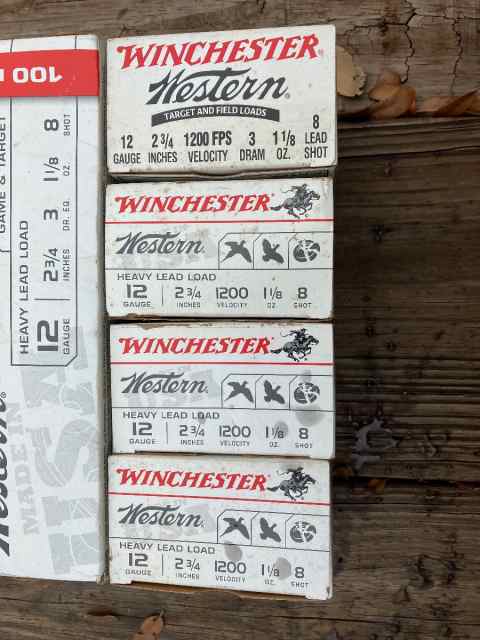 WINCHESTER
Western®
TARGET AND FIELD LOADS
12 GAUGE 2 3/4 INCHES 1200 FPS VELOCITY 3 DRAM 1 1/8 OZ. 8 LEAD SHOT
WINCHESTER
Western.
HEAVY LEAD LOAD
12 GAUGE 2 3/4 INCHES 1200 VELOCITY 1 1/8 OZ. 8 SHOT
WINCHESTER
Western.
HEAVY LEAD LOAD
12 GAUGE 2 3/4 INCHES 1200 VELOCITY 1 1/8 OZ. 8 SHOT
WINCHESTER
Western.
HEAVY LEAD LOAD
12 GAUGE 2 3/4 INCHES 1200 VELOCITY 1 1/8 OZ. 8 SHOT
100
GAME & TARGET
HEAVY LEAD LOAD
12 GAUGE 2 3/4 INCHES 3 DR. EQ. 1 1/8 OZ. 8 SHOT
MADE IN
USA